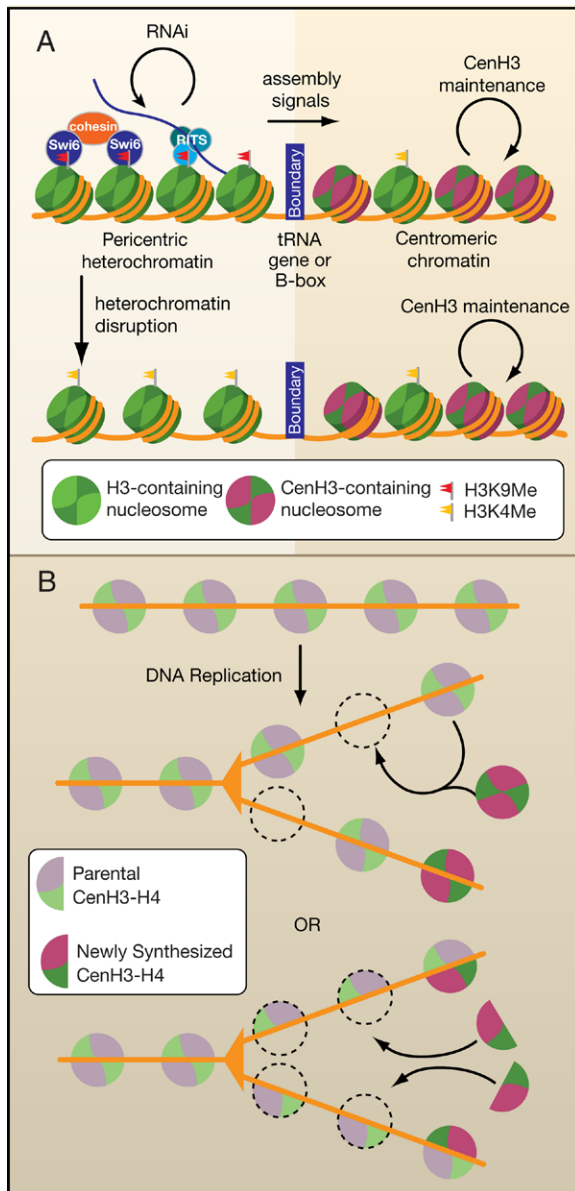 A
RNAi
assembly
signals
CenH3
maintenance
cohesin
Swi6
Swi6
RITS
Boundary
Pericentric
heterochromatin
tRNA
gene or
B-box
Centromeric
chromatin
heterochromatin
disruption
CenH3 maintenance
Boundary
H3-containing
nucleosome
CenH3-containing
nucleosome
H3K9Me
H3K4Me
B
DNA Replication
Parental
CenH3-H4
Newly Synthesized
CenH3-H4
OR